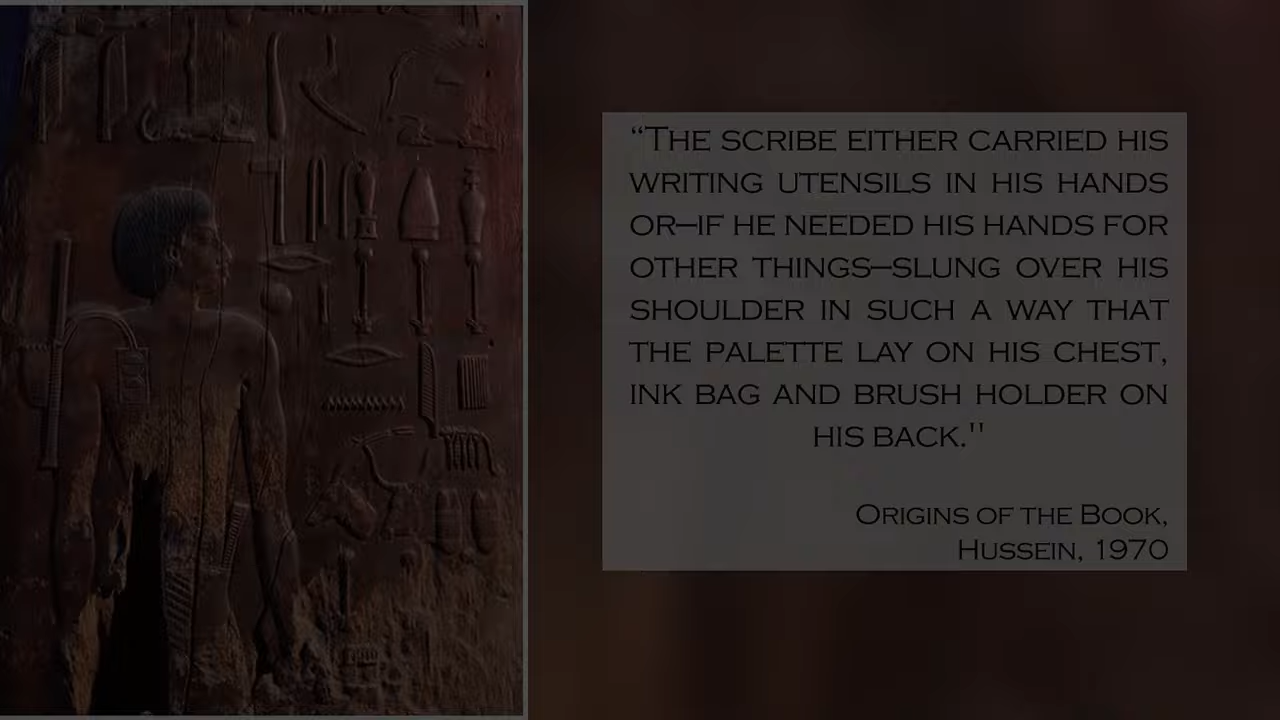 “THE SCRIBE EITHER CARRIED HIS
WRITING UTENSILS IN HIS HANDS
OR—IF HE NEEDED HIS HANDS FOR
OTHER THINGS—SLUNG OVER HIS
SHOULDER IN SUCH A WAY THAT
THE PALETTE LAY ON HIS CHEST,
INK BAG AND BRUSH HOLDER ON
HIS BACK."
ORIGINS OF THE BOOK,
HUSSEIN, 1970